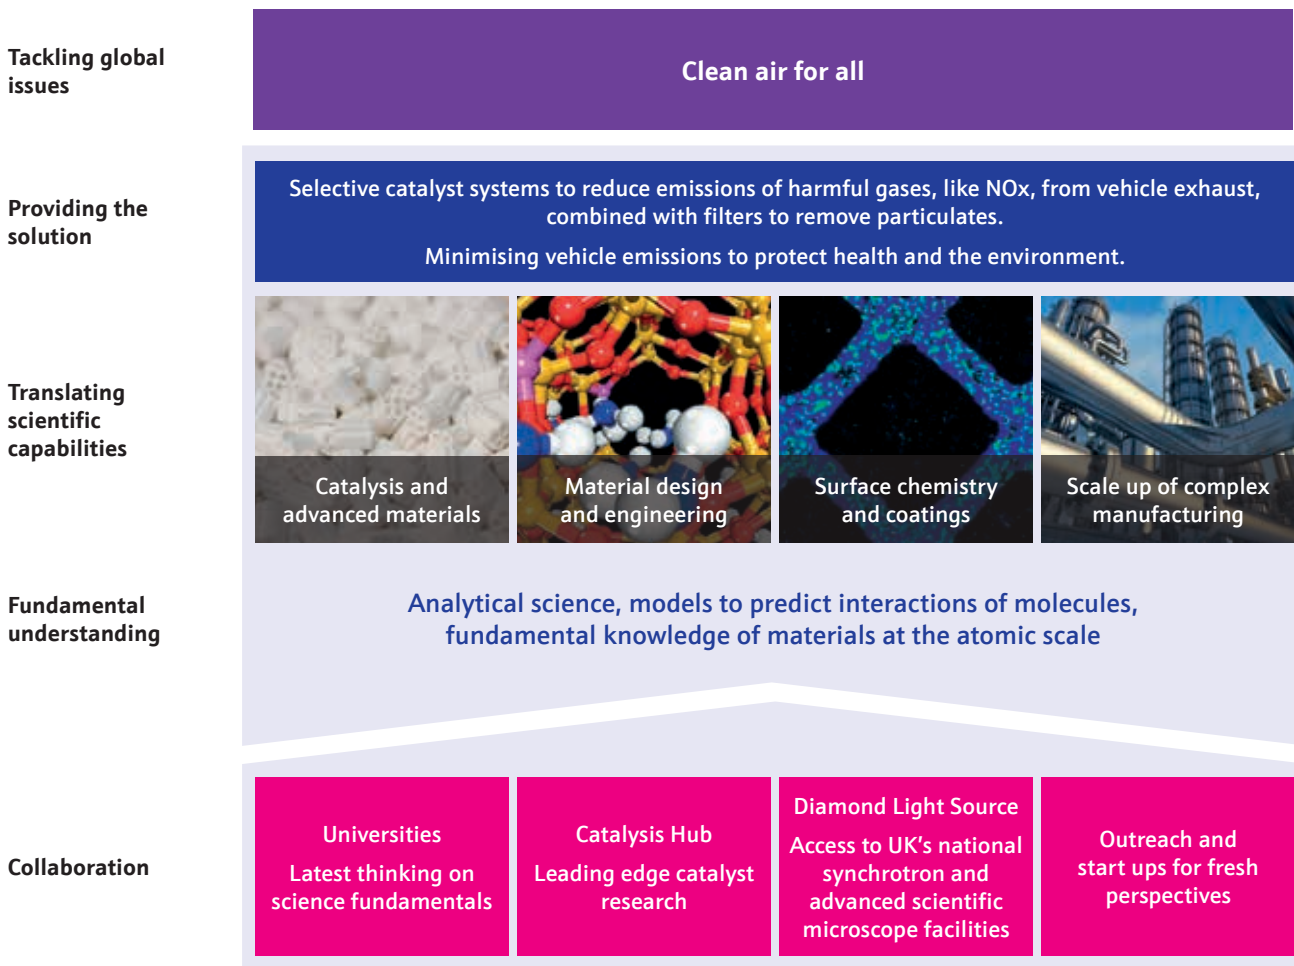 Tackling global
issues
Clean air for all
Providing the
solution
Selective catalyst systems to reduce emissions of harmful gases, like NOx, from vehicle exhaust,
combined with filters to remove particulates.
Minimising vehicle emissions to protect health and the environment.
Translating
scientific
capabilities
Catalysis and
advanced materials
Material design
and engineering
Surface chemistry
and coatings
Scale up of complex
manufacturing
Fundamental
understanding
Analytical science, models to predict interactions of molecules,
fundamental knowledge of materials at the atomic scale
Collaboration
Universities
Latest thinking on
science fundamentals
Catalysis Hub
Leading edge catalyst
research
Diamond Light Source
Access to UK's national
synchrotron and
advanced scientific
microscope facilities
Outreach and
start ups for fresh
perspectives